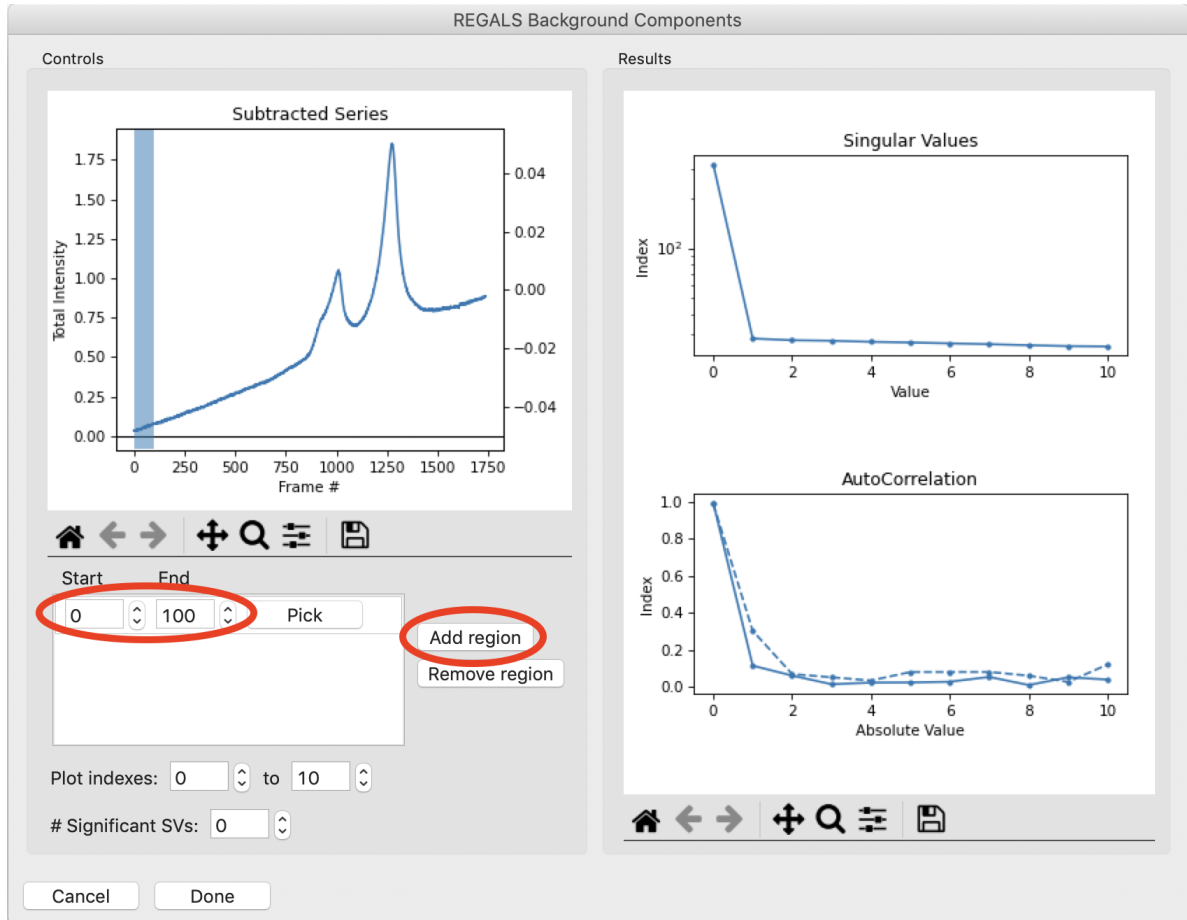 REGALS Background Components
Controls
Subtracted Series
Total Intensity
1.75
1.50
1.25
1.00
0.75
0.50
0.25
0.00
0.04
0.02
0.00
−0.02
−0.04
0 250 500 750 1000 1250 1500 1750
Frame #
Start End
0 100 Pick
Add region
Remove region
Plot indexes: 0 to 10
# Significant SVs: 0
Cancel Done
Results
Singular Values
Index
10²
0 2 4 6 8 10
Value
AutoCorrelation
Index
1.0
0.8
0.6
0.4
0.2
0.0
0 2 4 6 8 10
Absolute Value